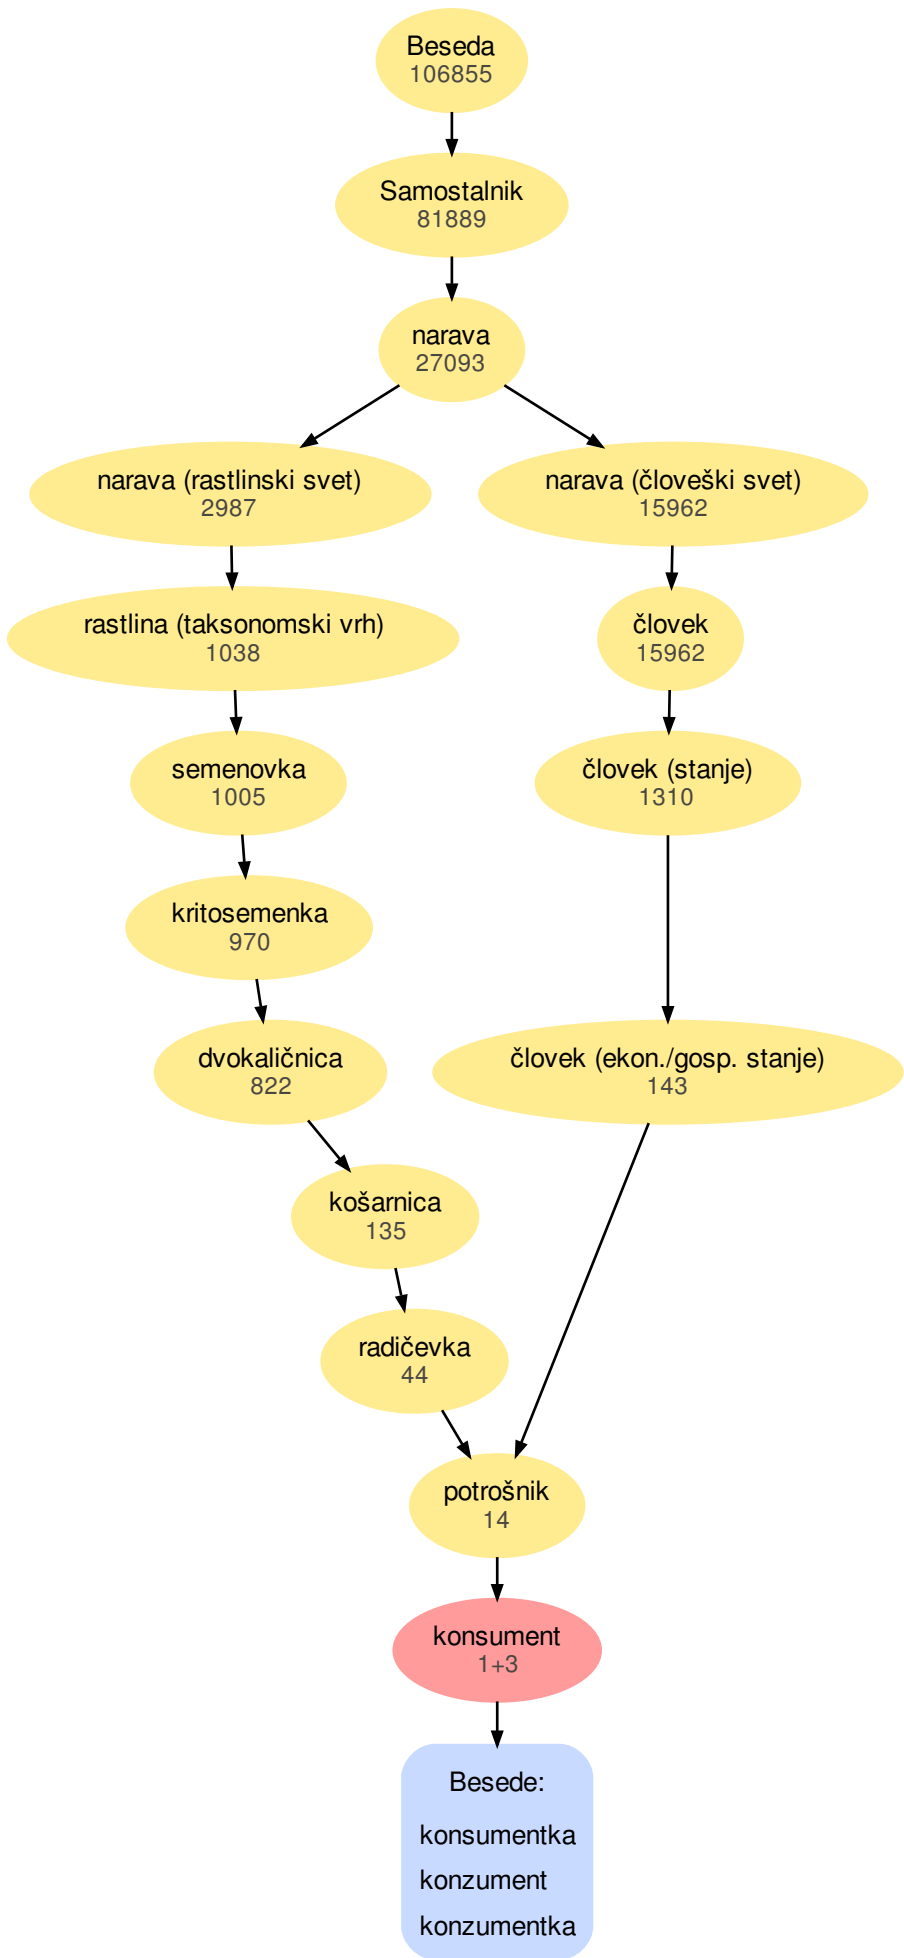 Beseda
106855
Samostalnik
81889
narava
27093
narava (rastlinski svet)
2987
narava (človeški svet)
15962
rastlina (taksonomski vrh)
1038
človek
15962
semenovka
1005
človek (stanje)
1310
kritosemenka
970
dvokaličnica
822
človek (ekon./gosp. stanje)
143
košarnica
135
radičevka
44
potrošnik
14
konsument
1+3
Besede:
konsumentka
konzument
konzumentka